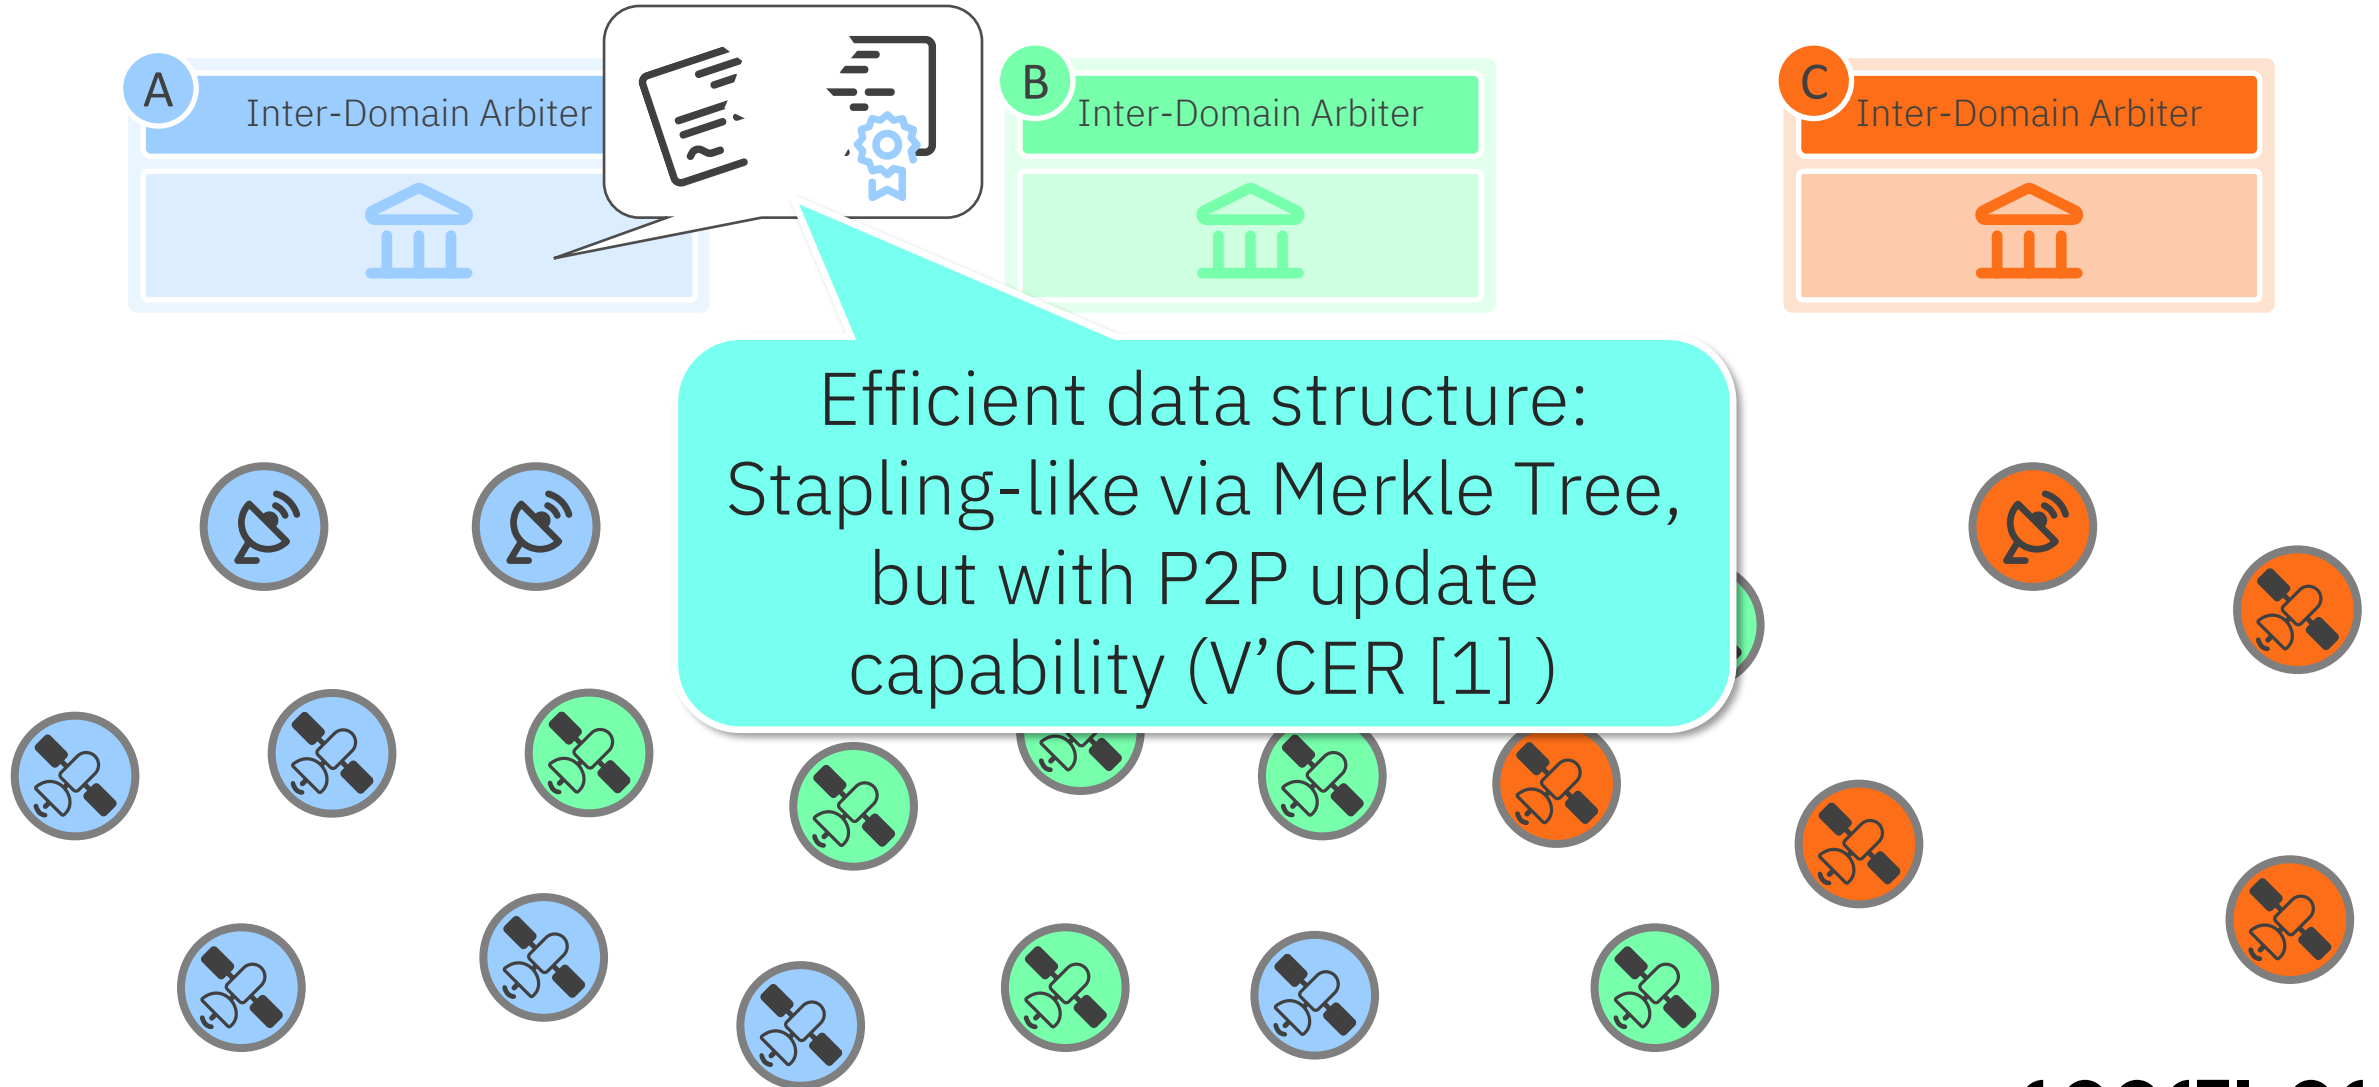 A
Inter-Domain Arbiter
B
Inter-Domain Arbiter
C
Inter-Domain Arbiter
Efficient data structure:
Stapling-like via Merkle Tree,
but with P2P update
capability (V’CER [1] )